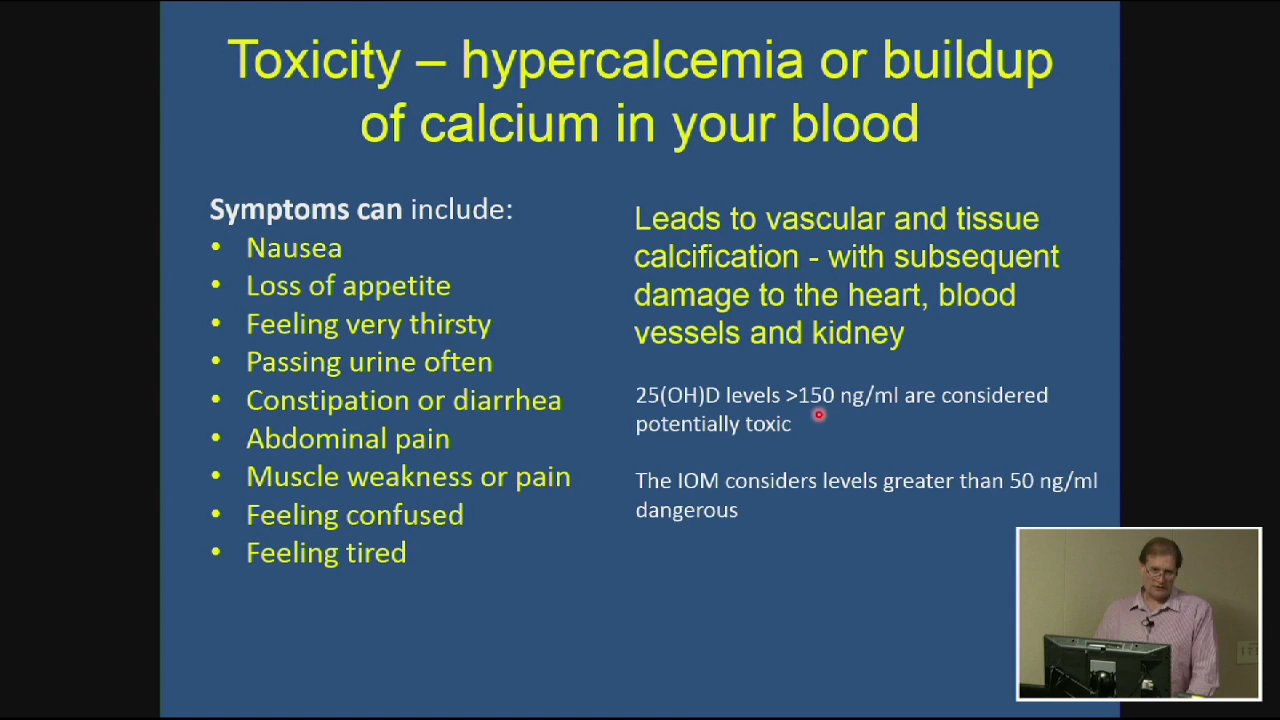 Toxicity – hypercalcemia or buildup
of calcium in your blood
Symptoms can include:
• Nausea
• Loss of appetite
• Feeling very thirsty
• Passing urine often
• Constipation or diarrhea
• Abdominal pain
• Muscle weakness or pain
• Feeling confused
• Feeling tired
Leads to vascular and tissue
calcification - with subsequent
damage to the heart, blood
vessels and kidney
25(OH)D levels >150 ng/ml are considered
potentially toxic
The IOM considers levels greater than 50 ng/ml
dangerous